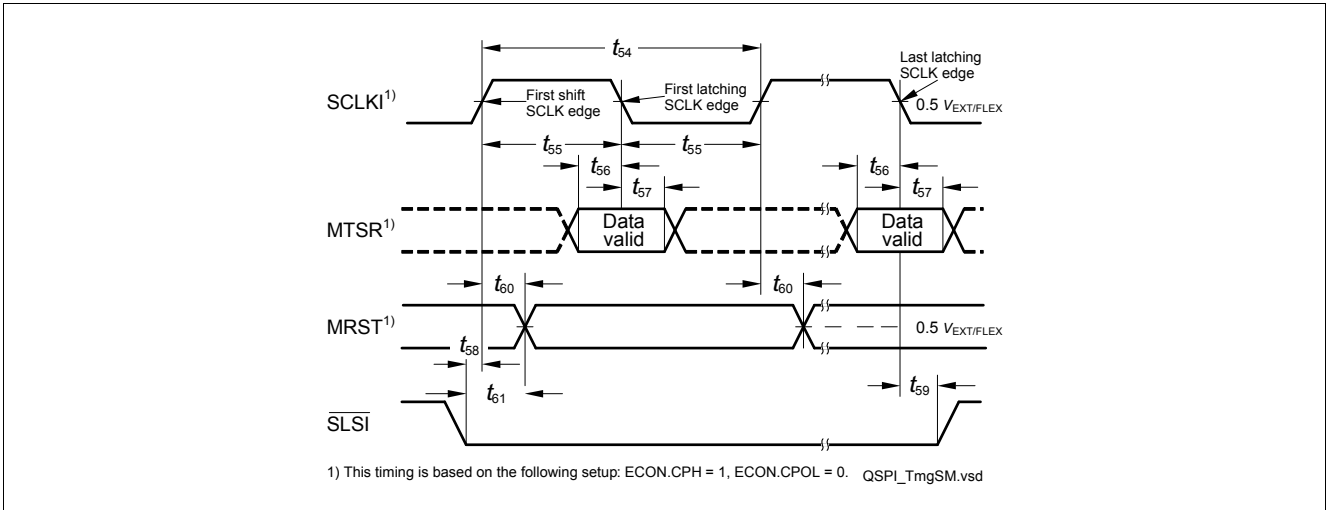 t54
SCLKI1)
First shift
SCLK edge
First latching
SCLK edge
Last latching
SCLK edge
0.5 VEXT/FLEX
t55
t55
t56
t56
t57
t57
MTSR1)
Data
valid
Data
valid
t60
t60
MRST1)
0.5 VEXT/FLEX
t58
t59
t61
SLSI
1) This timing is based on the following setup: ECON.CPH = 1, ECON.CPOL = 0.
QSPI_TmgSM.vsd